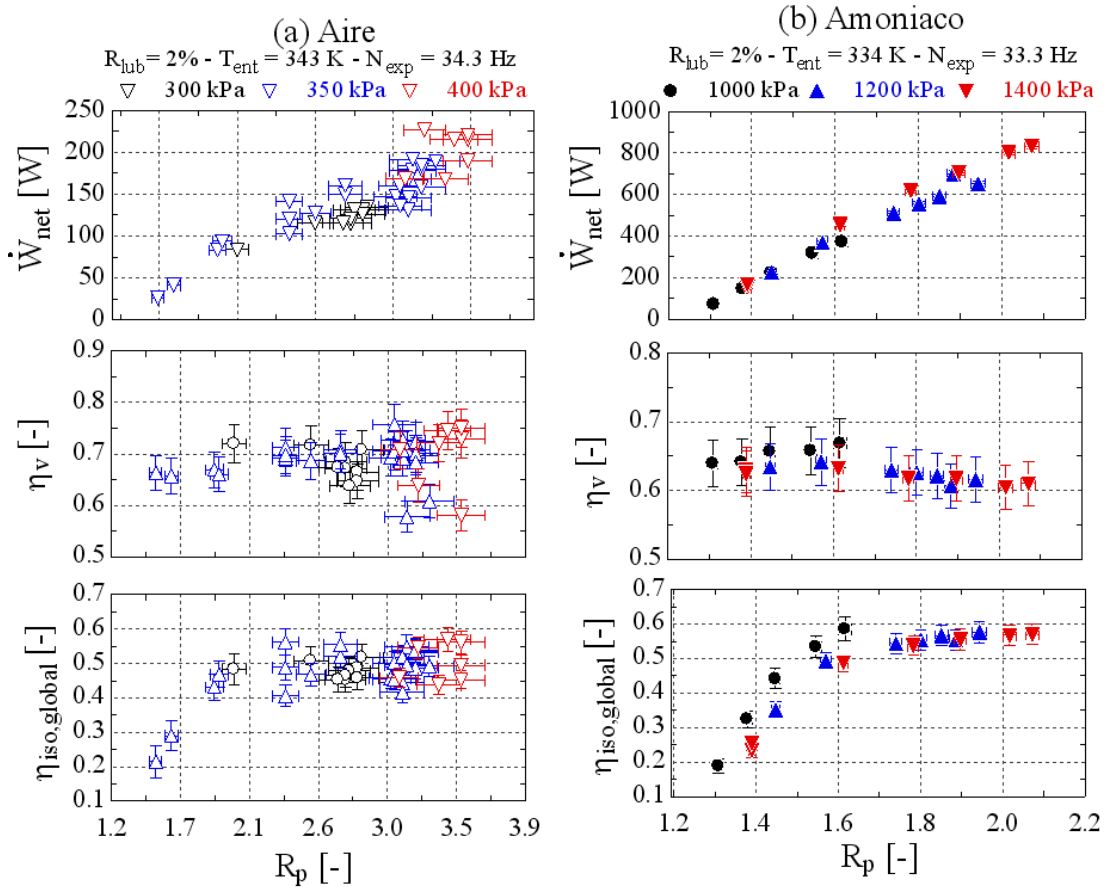 (a) Aire
R_lub = 2% - T_ent = 343 K - N_exp = 34.3 Hz
300 kPa 350 kPa 400 kPa
Ẇ_net [W]
250
200
150
100
50
0
η_v [-]
0.9
0.8
0.7
0.6
0.5
η_iso,global [-]
0.7
0.6
0.5
0.4
0.3
0.2
0.1
1.2 1.7 2.1 2.6 3.0 3.5 3.9
R_p [-]
(b) Amoniaco
R_lub = 2% - T_ent = 334 K - N_exp = 33.3 Hz
1000 kPa 1200 kPa 1400 kPa
Ẇ_net [W]
1000
800
600
400
200
0
η_v [-]
0.8
0.7
0.6
0.5
η_iso,global [-]
0.7
0.6
0.5
0.4
0.3
0.2
0.1
1.2 1.4 1.6 1.8 2.0 2.2
R_p [-]